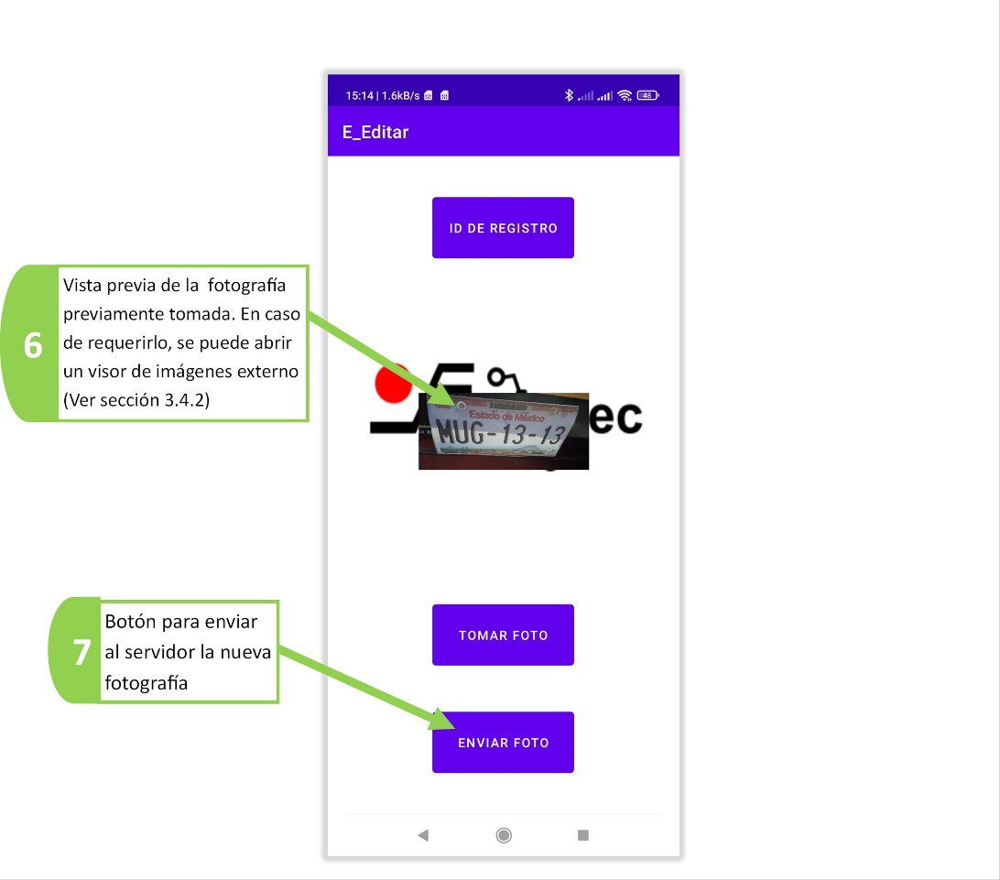 15:14 | 1.6kB/s
48
E_Editar
ID DE REGISTRO
6
Vista previa de la fotografía
previamente tomada. En caso
de requerirlo, se puede abrir
un visor de imágenes externo
(Ver sección 3.4.2)
ec
Estado de México
MUG-13-13
7
Botón para enviar
al servidor la nueva
fotografía
TOMAR FOTO
ENVIAR FOTO